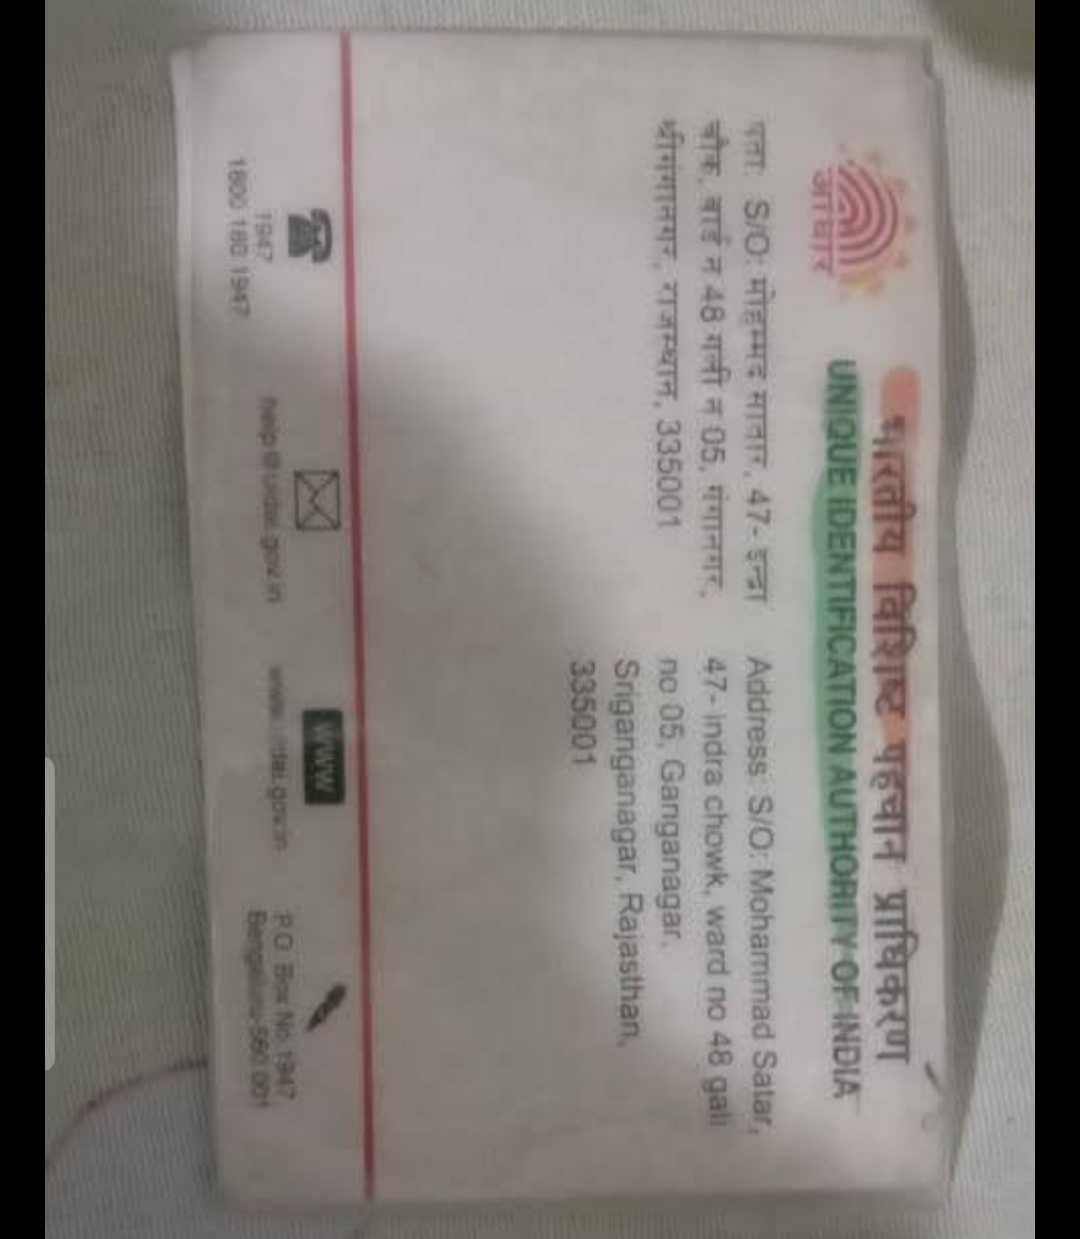 भारतीय विशिष्ट पहचान प्राधिकरण
UNIQUE IDENTIFICATION AUTHORITY OF INDIA
आधार
पता: S/O: मोहम्मद सातार, 47- इन्द्रा
चौक, वार्ड न 48 गली न 05, गंगानगर,
श्रीगंगानगर, राजस्थान, 335001
Address: S/O: Mohammad Satar,
47- indra chowk, ward no 48 gali
no 05, Ganganagar,
Sriganganagar, Rajasthan,
335001
1947
1800 180 1947
help@uidai.gov.in
WWW
www.uidai.gov.in
P.O. Box No.1947
Bengaluru-560 001